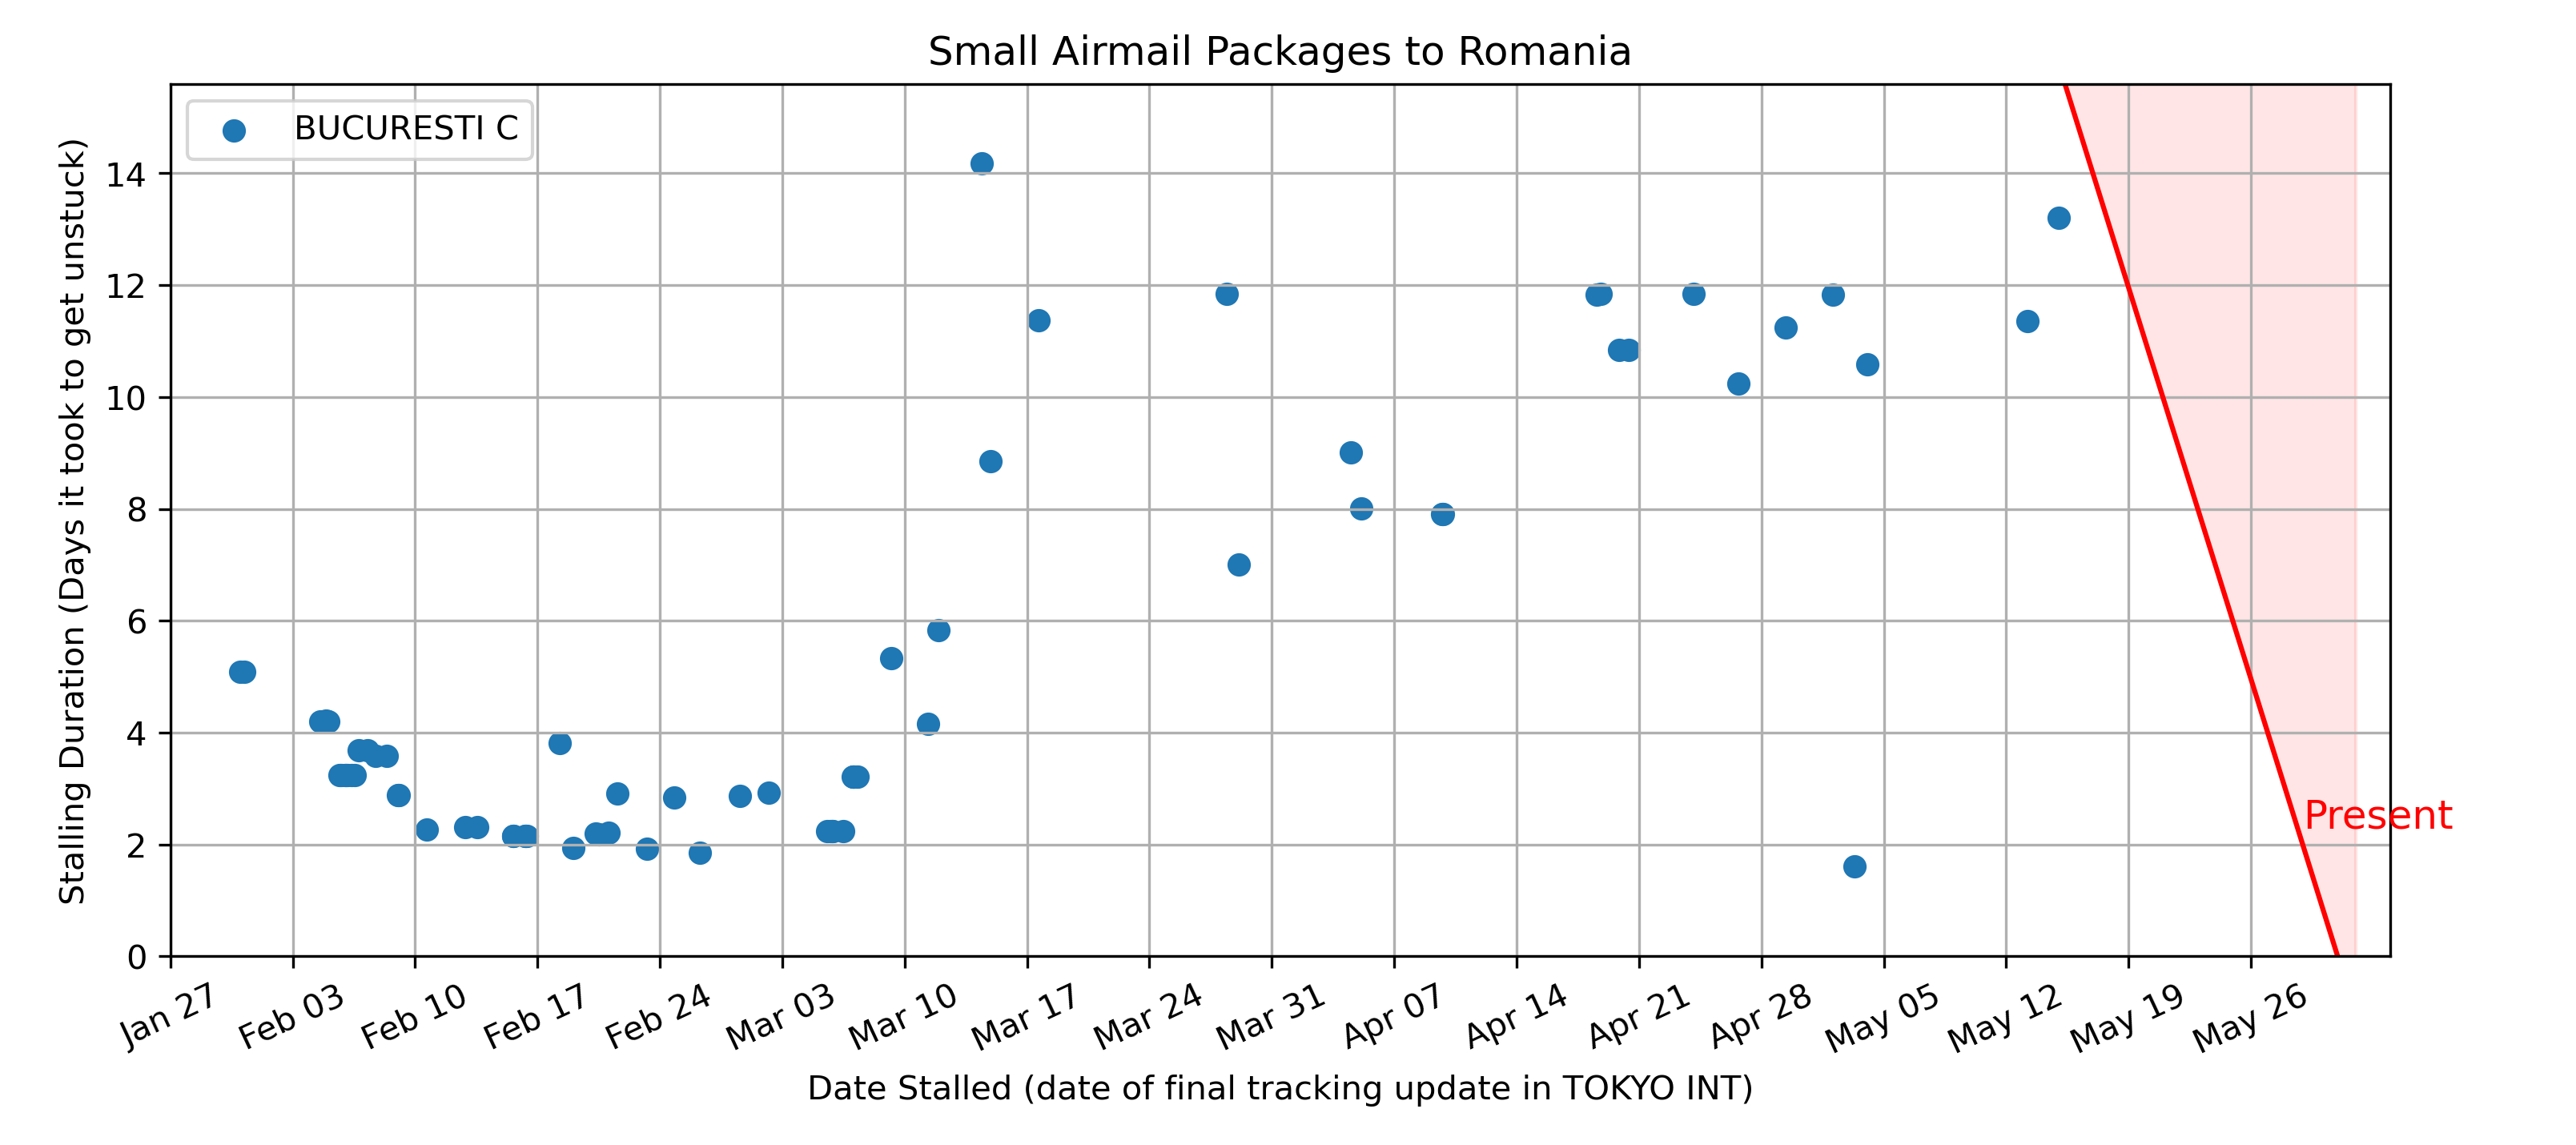 Small Airmail Packages to Romania
BUCURESTI C
Stalling Duration (Days it took to get unstuck)
14
12
10
8
6
4
2
0
Present
Jan 27
Feb 03
Feb 10
Feb 17
Feb 24
Mar 03
Mar 10
Mar 17
Mar 24
Mar 31
Apr 07
Apr 14
Apr 21
Apr 28
May 05
May 12
May 19
May 26
Date Stalled (date of final tracking update in TOKYO INT)